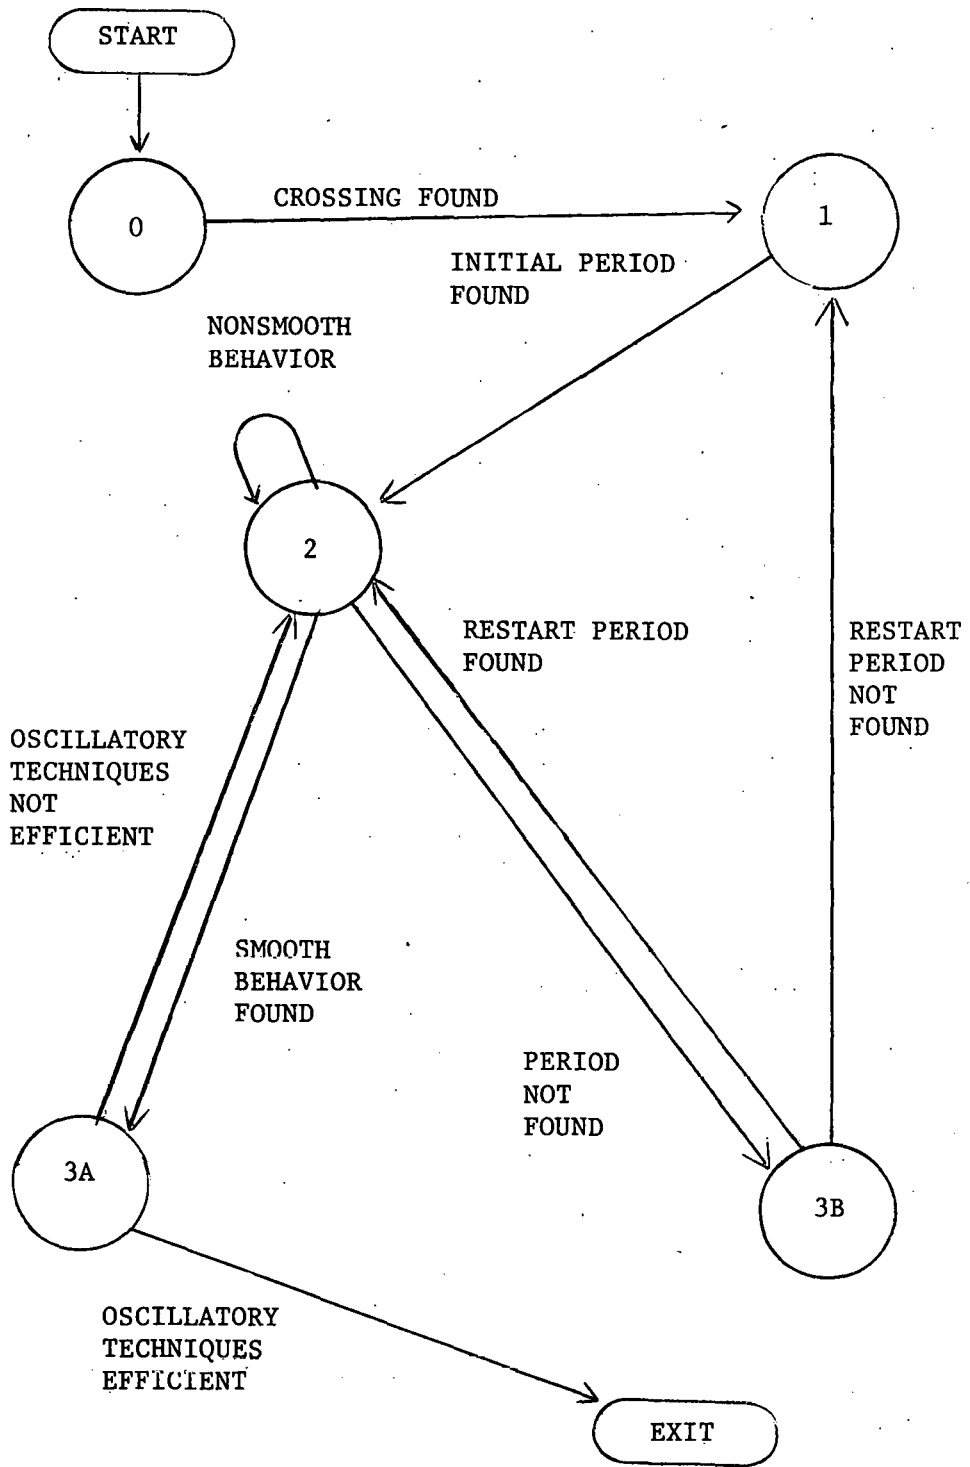 START
0
CROSSING FOUND
1
INITIAL PERIOD
FOUND
NONSMOOTH
BEHAVIOR
2
RESTART PERIOD
FOUND
RESTART
PERIOD
NOT
FOUND
OSCILLATORY
TECHNIQUES
NOT
EFFICIENT
SMOOTH
BEHAVIOR
FOUND
PERIOD
NOT
FOUND
3A
3B
OSCILLATORY
TECHNIQUES
EFFICIENT
EXIT